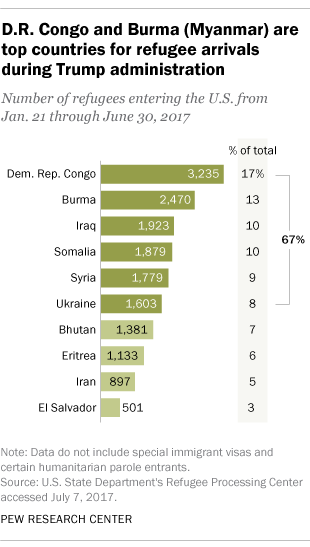 D.R. Congo and Burma (Myanmar) are
top countries for refugee arrivals
during Trump administration
Number of refugees entering the U.S. from
Jan. 21 through June 30, 2017
% of total
Dem. Rep. Congo 3,235 17%
Burma 2,470 13
Iraq 1,923 10
67%
Somalia 1,879 10
Syria 1,779 9
Ukraine 1,603 8
Bhutan 1,381 7
Eritrea 1,133 6
Iran 897 5
El Salvador 501 3
Note: Data do not include special immigrant visas and
certain humanitarian parole entrants.
Source: U.S. State Department's Refugee Processing Center
accessed July 7, 2017.
PEW RESEARCH CENTER